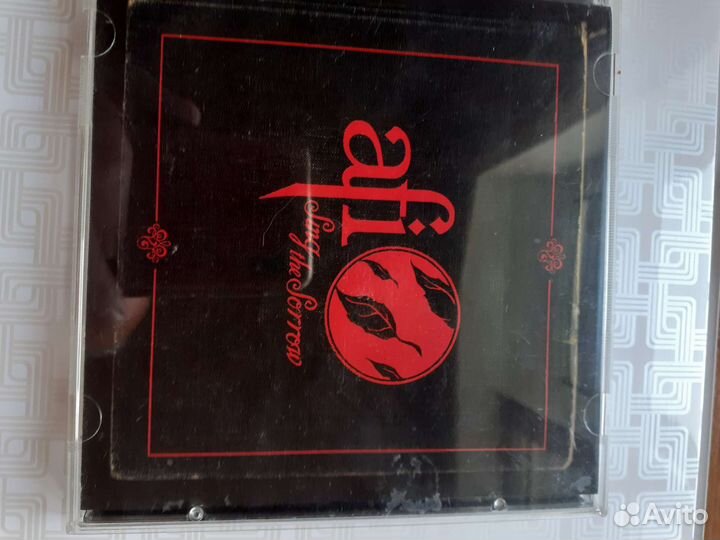 afi
Sing the Sorrow
Avito